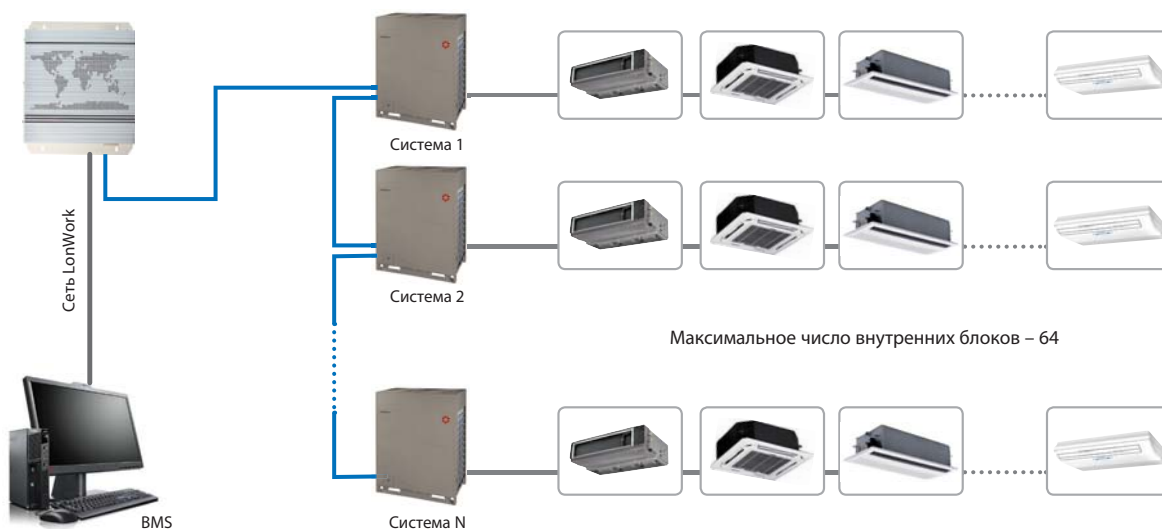 Система 1
Сеть LonWork
Система 2
Максимальное число внутренних блоков – 64
BMS
Система N